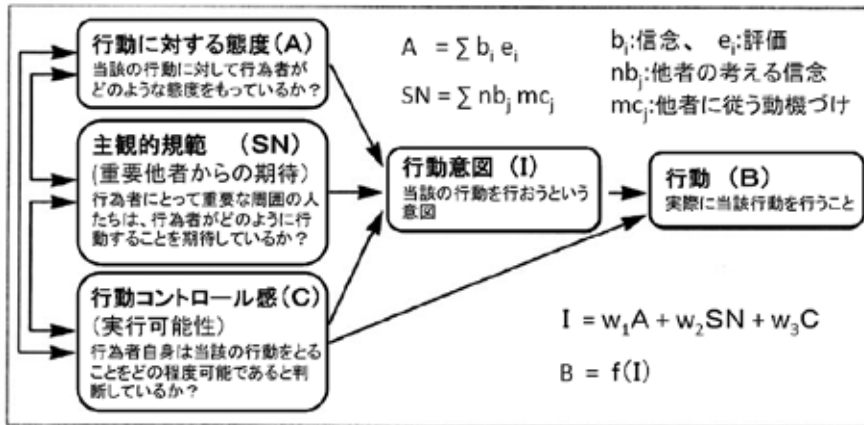 行動に対する態度(A)
当該の行動に対して行為者が
どのような態度をもっているか?
主観的規範 (SN)
(重要他者からの期待)
行為者にとって重要な周囲の人
たちは、行為者がどのように行
動することを期待しているか?
行動コントロール感(C)
(実行可能性)
行為者自身は当該の行動をとる
ことをどの程度可能であると判
断しているか?
A = ∑ bᵢ eᵢ
SN = ∑ nbⱼ mcⱼ
bᵢ:信念、 eᵢ:評価
nbⱼ:他者の考える信念
mcⱼ:他者に従う動機づけ
行動意図 (I)
当該の行動を行おうという
意図
行動 (B)
実際に当該行動を行うこと
I = w₁A + w₂SN + w₃C
B = f(I)